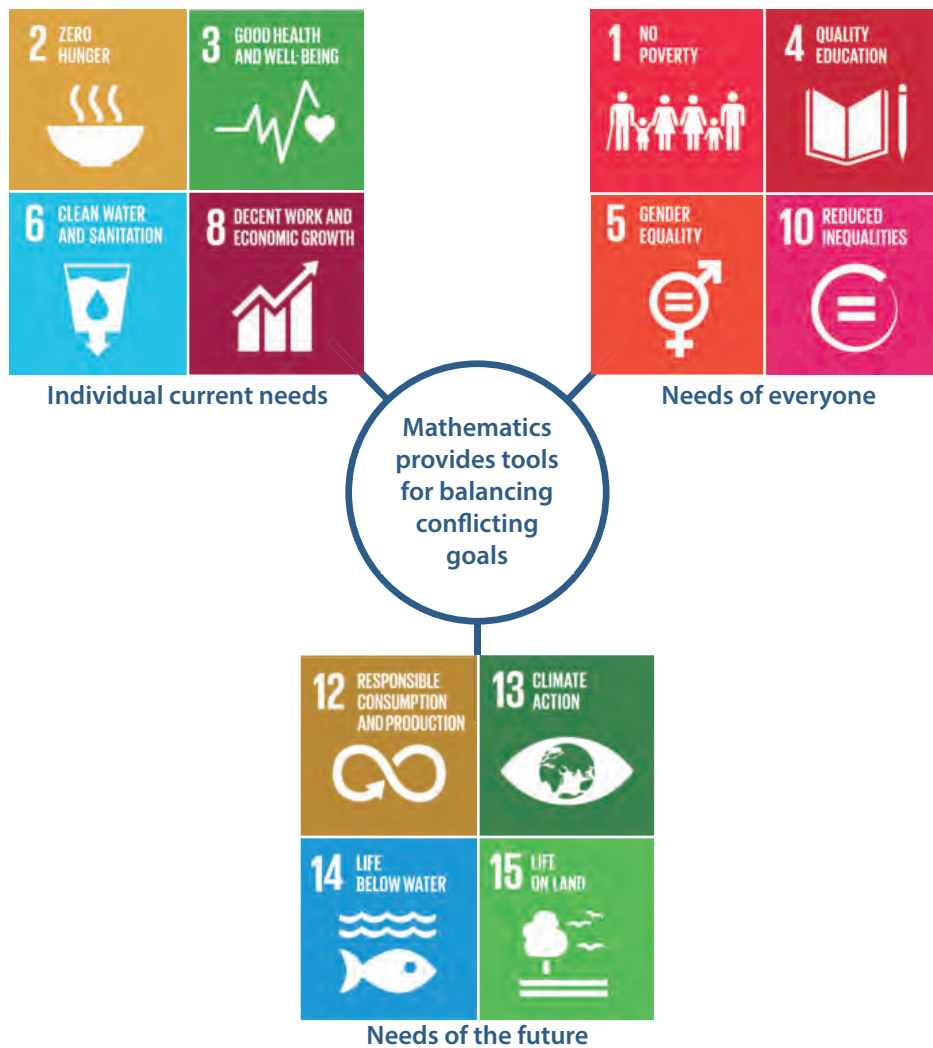 2 ZERO
HUNGER
3 GOOD HEALTH
AND WELL-BEING
6 CLEAN WATER
AND SANITATION
8 DECENT WORK AND
ECONOMIC GROWTH
Individual current needs
1 NO
POVERTY
4 QUALITY
EDUCATION
5 GENDER
EQUALITY
10 REDUCED
INEQUALITIES
Needs of everyone
Mathematics
provides tools
for balancing
conflicting
goals
12 RESPONSIBLE
CONSUMPTION
AND PRODUCTION
13 CLIMATE
ACTION
14 LIFE
BELOW WATER
15 LIFE
ON LAND
Needs of the future